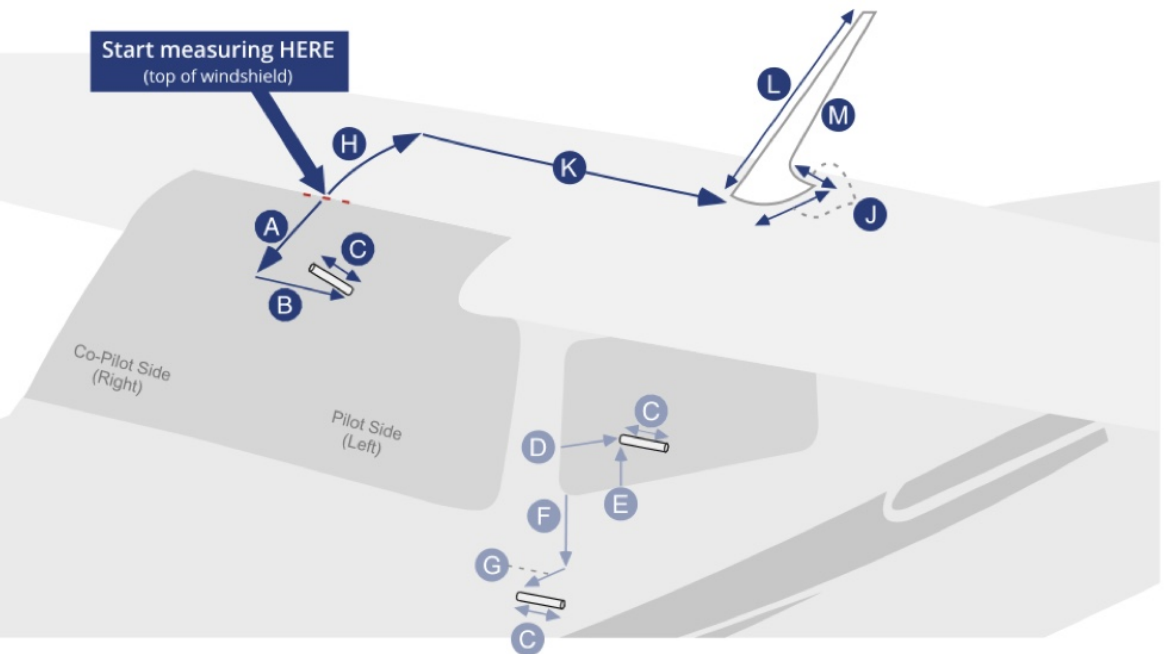 Start measuring HERE
(top of windshield)
L
M
H
K
J
A
C
B
Co-Pilot Side
(Right)
Pilot Side
(Left)
C
D
E
F
G
C